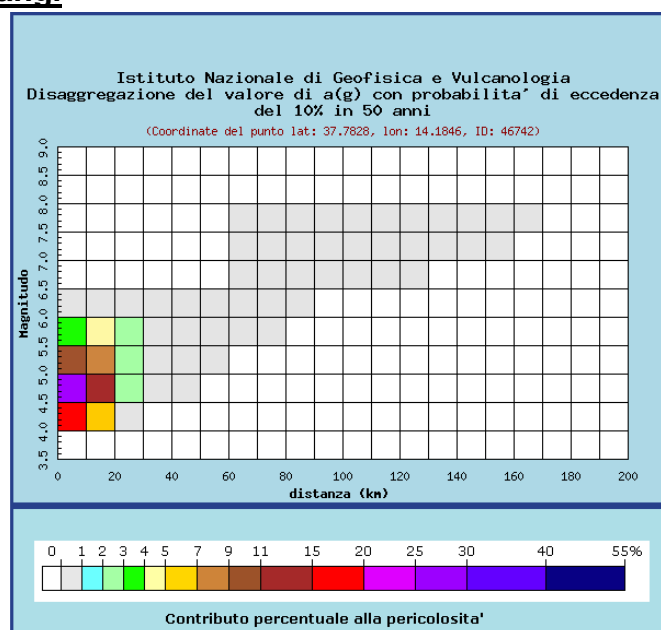 Istituto Nazionale di Geofisica e Vulcanologia
Disaggregazione del valore di a(g) con probabilita' di eccedenza
del 10% in 50 anni
(Coordinate del punto lat: 37.7828, lon: 14.1846, ID: 46742)
Magnitudo
9.0
8.5
8.0
7.5
7.0
6.5
6.0
5.5
5.0
4.5
4.0
3.5
0 20 40 60 80 100 120 140 160 180 200
distanza (km)
0 1 2 3 4 5 7 9 11 15 20 25 30 40 55%
Contributo percentuale alla pericolosita'